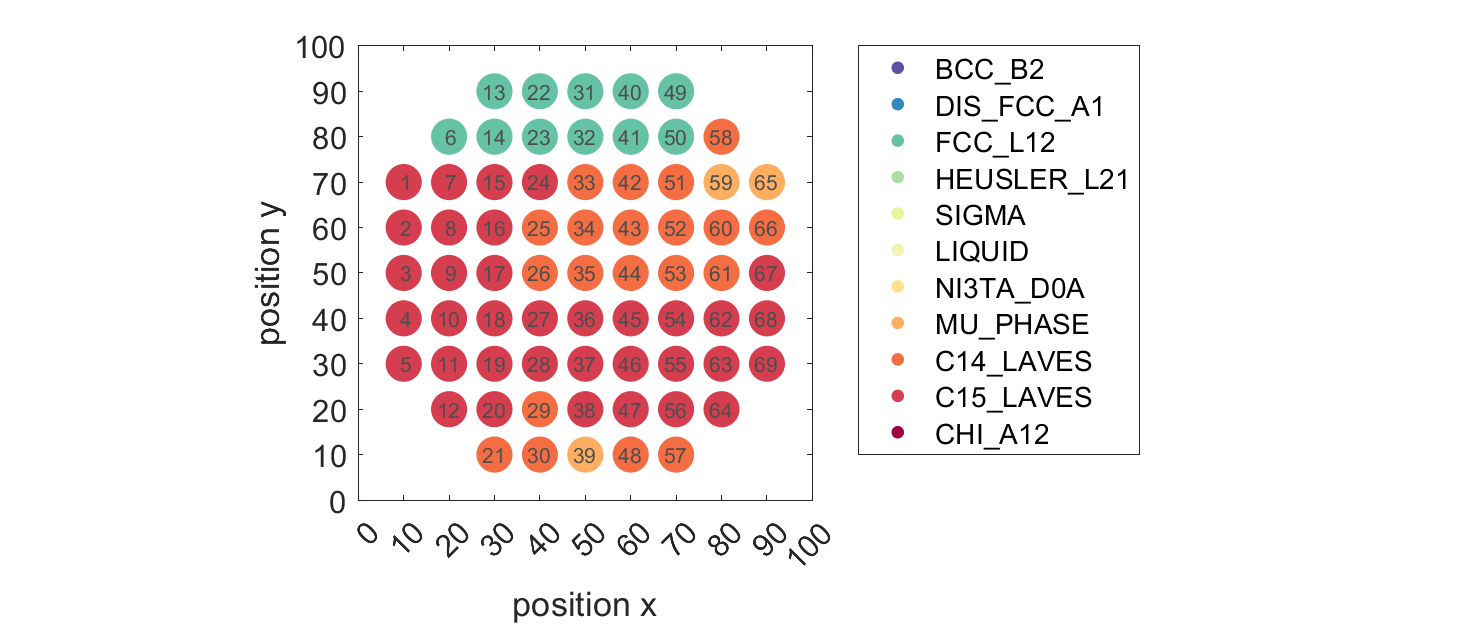 100
90
80
70
60
50
40
30
20
10
0
position y
13 22 31 40 49
6 14 23 32 41 50 58
1 7 15 24 33 42 51 59 65
2 8 16 25 34 43 52 60 66
3 9 17 26 35 44 53 61 67
4 10 18 27 36 45 54 62 68
5 11 19 28 37 46 55 63 69
12 20 29 38 47 56 64
21 30 39 48 57
0 10 20 30 40 50 60 70 80 90 100
position x
BCC_B2
DIS_FCC_A1
FCC_L12
HEUSLER_L21
SIGMA
LIQUID
NI3TA_D0A
MU_PHASE
C14_LAVES
C15_LAVES
CHI_A12